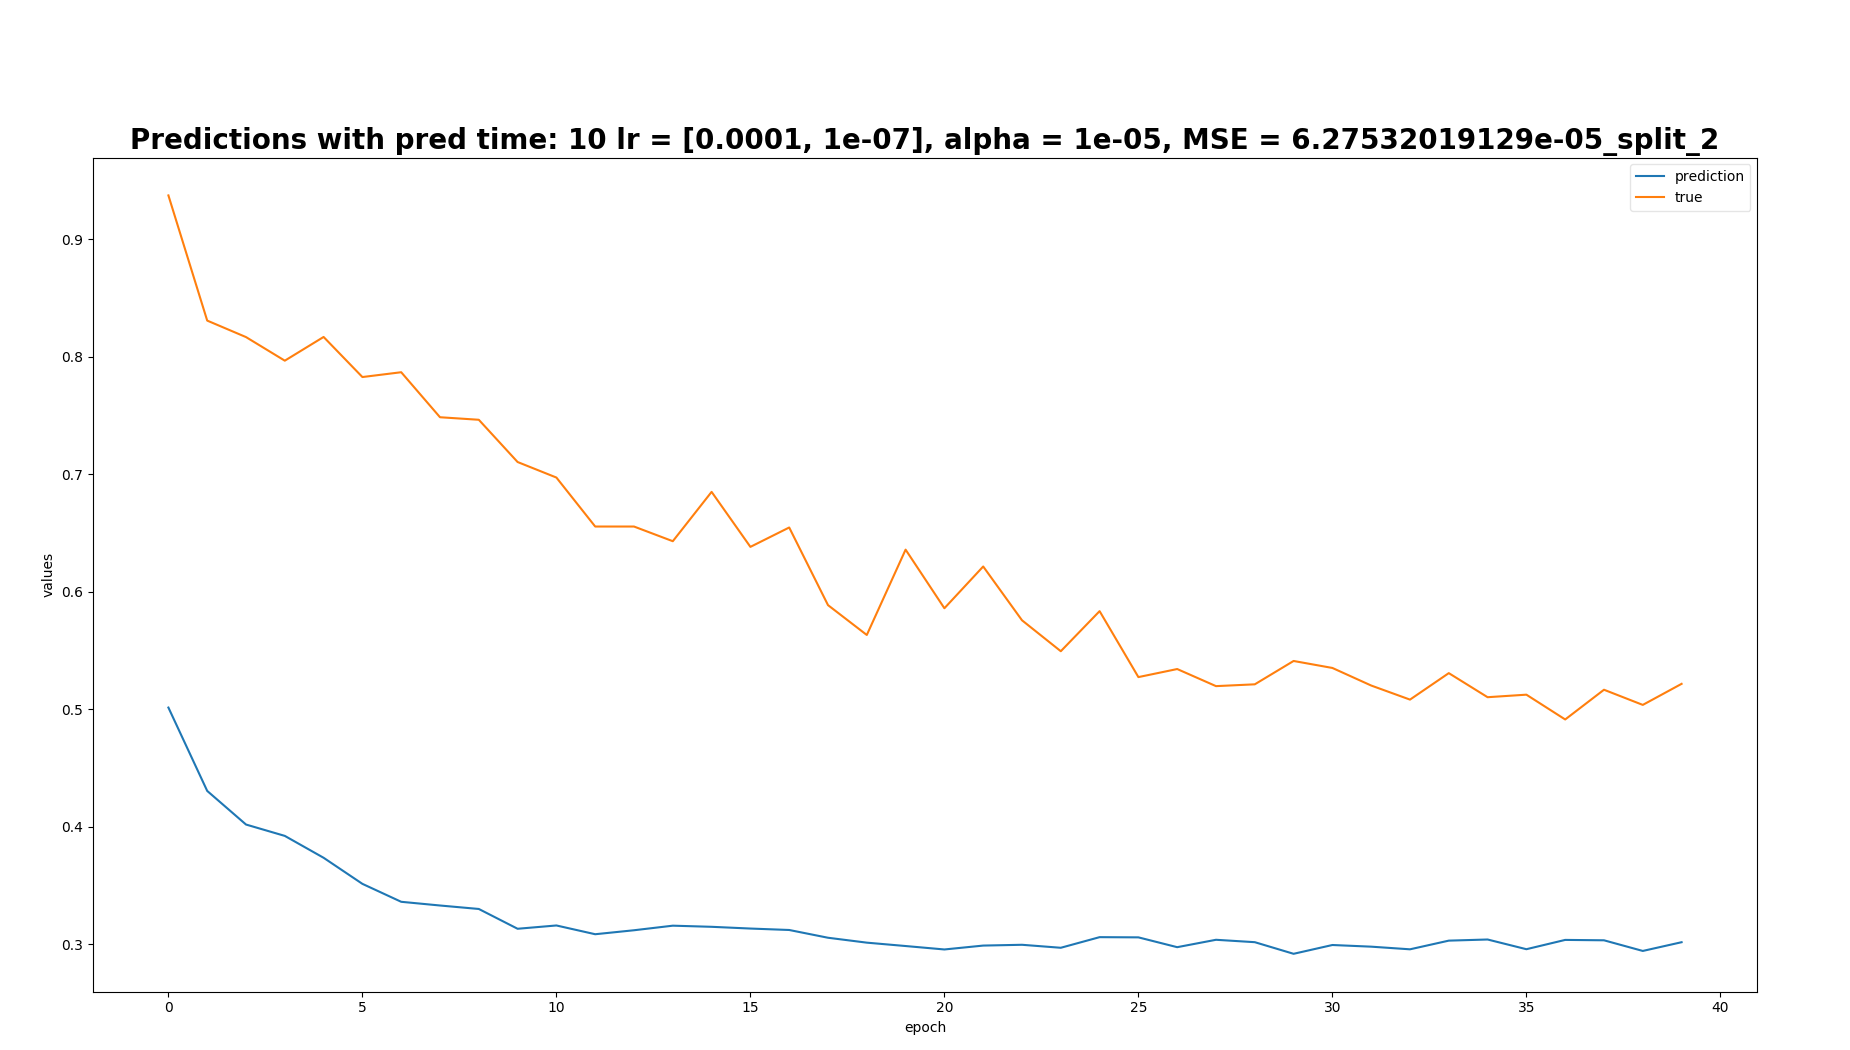 Predictions with pred time: 10 lr = [0.0001, 1e-07], alpha = 1e-05, MSE = 6.27532019129e-05_split_2
prediction
true
0.9
0.8
0.7
0.6
0.5
0.4
0.3
values
0 5 10 15 20 25 30 35 40
epoch